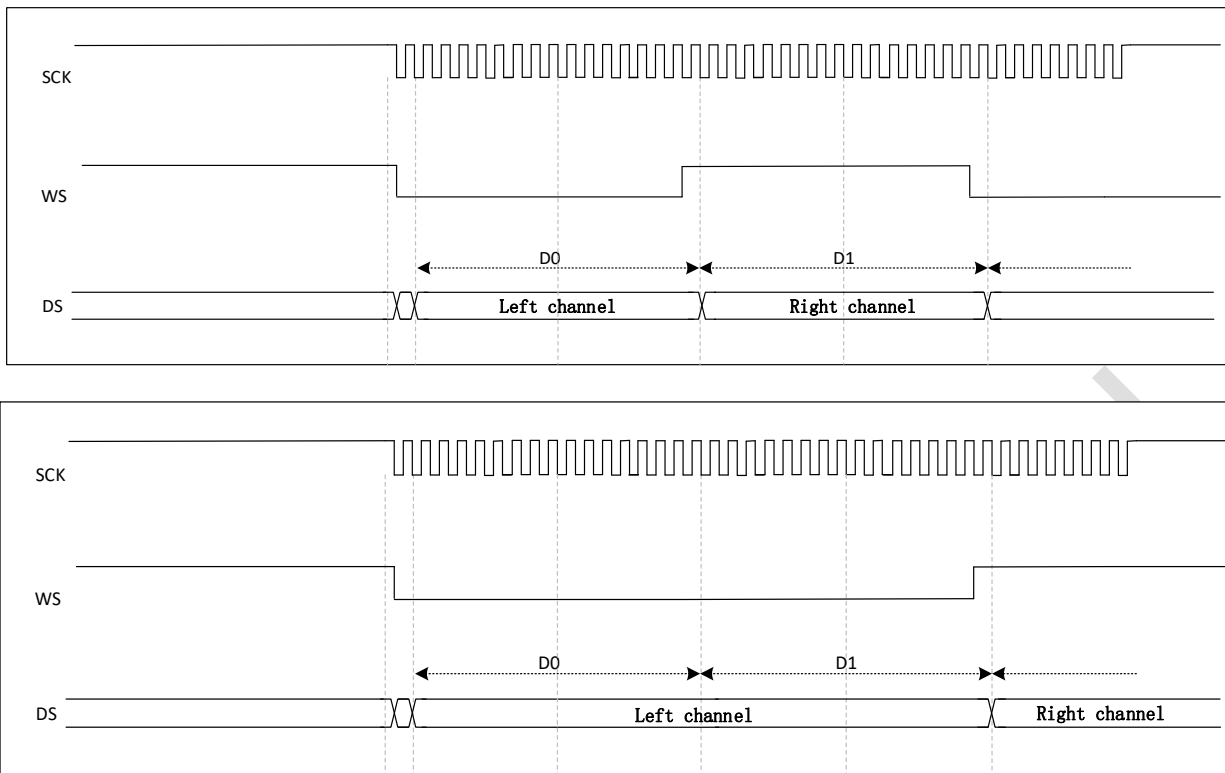 SCK
WS
D0 D1
DS Left channel Right channel
SCK
WS
D0 D1
DS Left channel Right channel